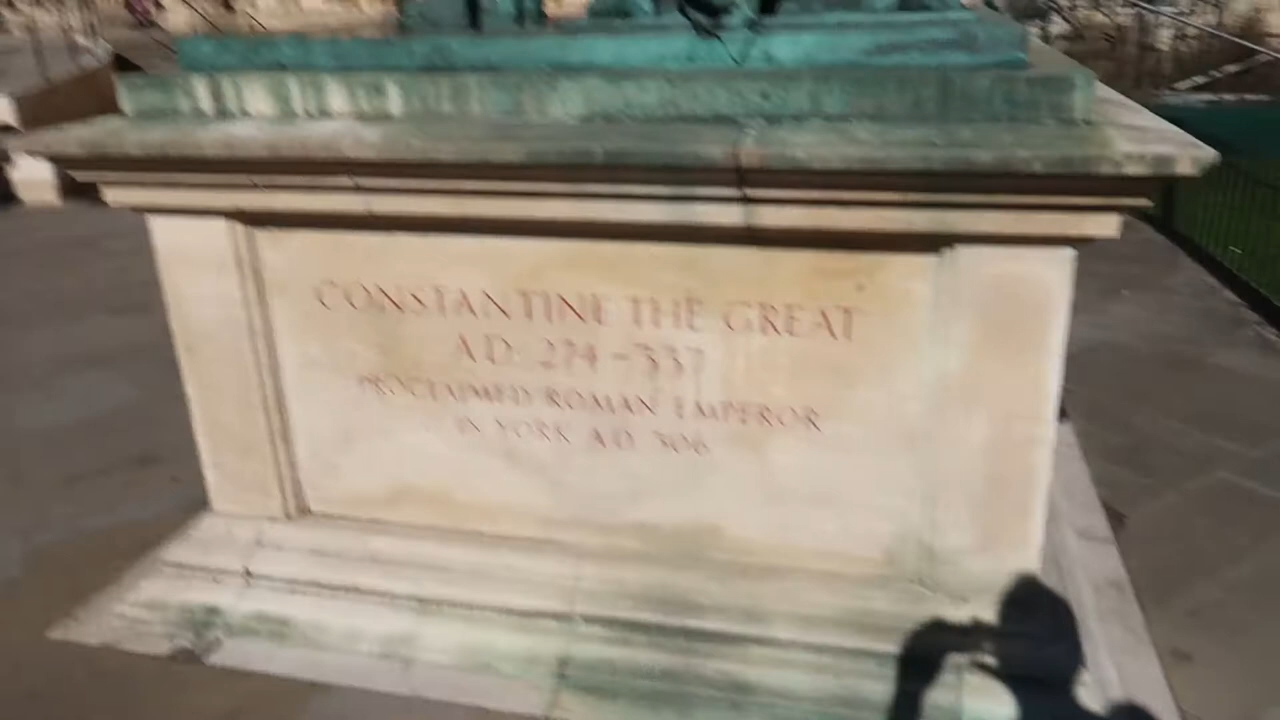 CONSTANTINE THE GREAT
AD. 274-337
PROCLAIMED ROMAN EMPEROR
IN YORK AD. 306